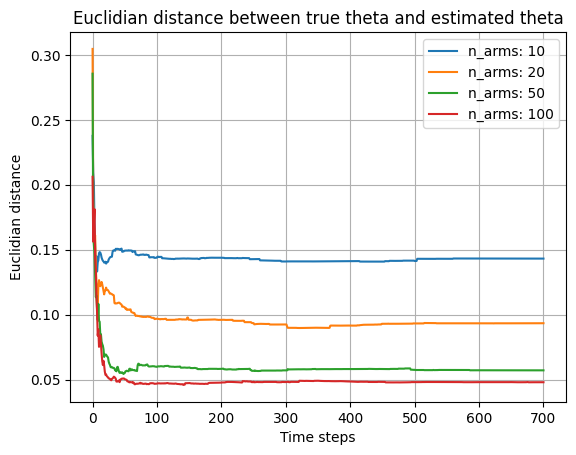 Euclidian distance between true theta and estimated theta
n_arms: 10
n_arms: 20
n_arms: 50
n_arms: 100
Euclidian distance
0.30
0.25
0.20
0.15
0.10
0.05
0 100 200 300 400 500 600 700
Time steps